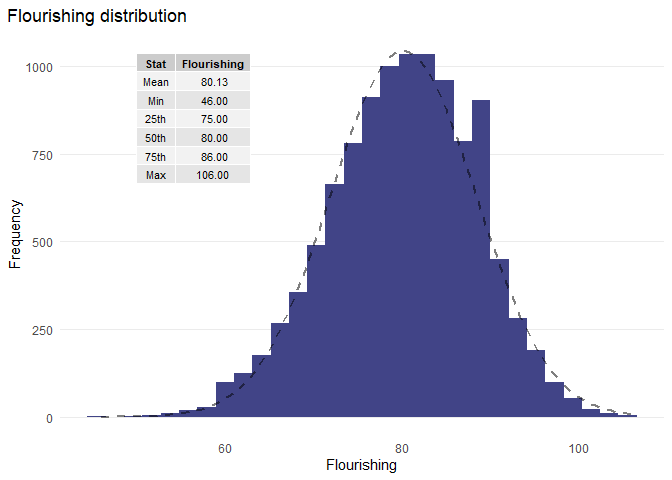 Flourishing distribution
Stat Flourishing
Mean 80.13
Min 46.00
25th 75.00
50th 80.00
75th 86.00
Max 106.00
1000
750
500
250
0
Frequency
60 80 100
Flourishing